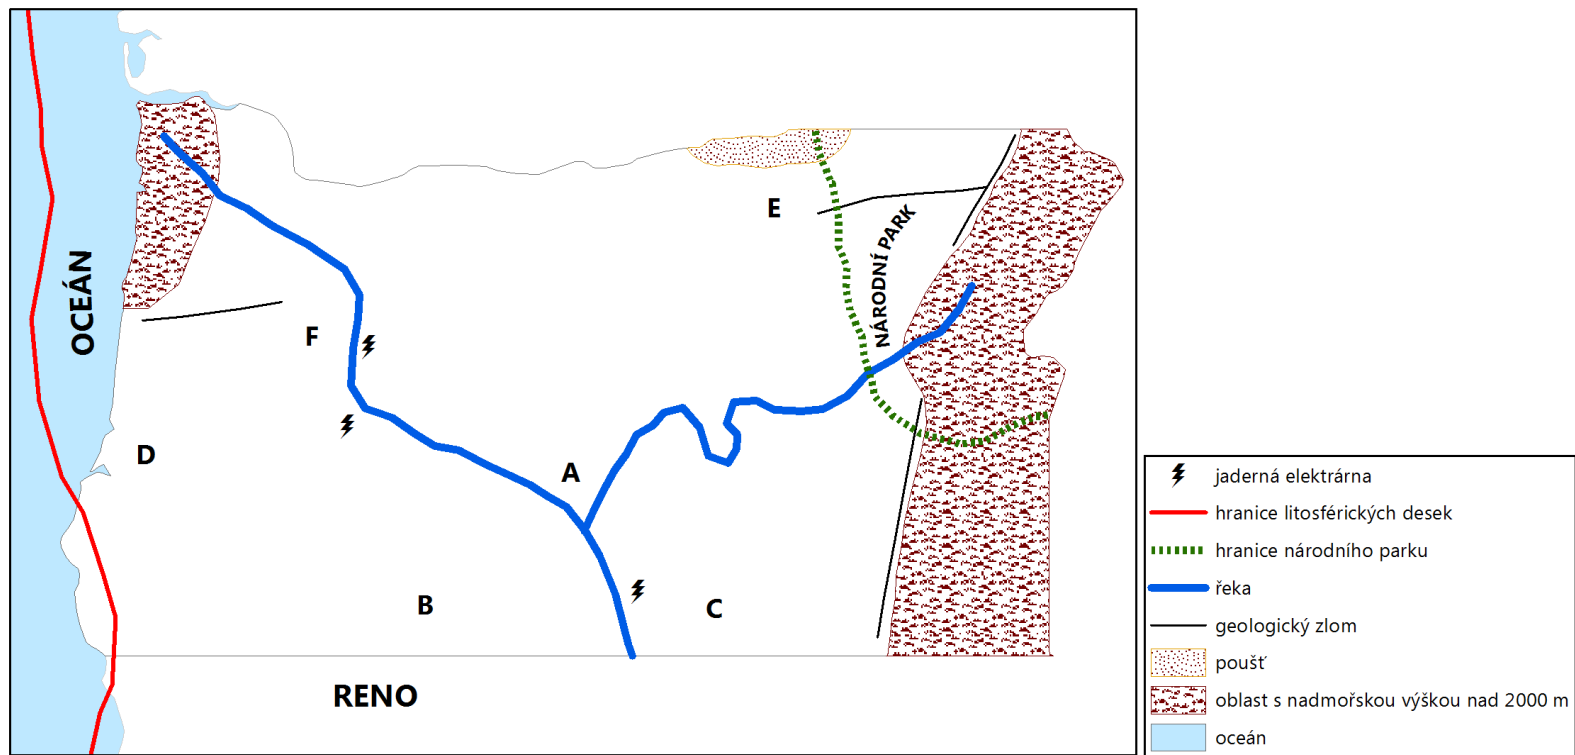 OCEÁN
E
NÁRODNÍ PARK
F
D
A
B
C
RENO
jaderná elektrárna
hranice litosférických desek
hranice národního parku
řeka
geologický zlom
poušť
oblast s nadmořskou výškou nad 2000 m
oceán